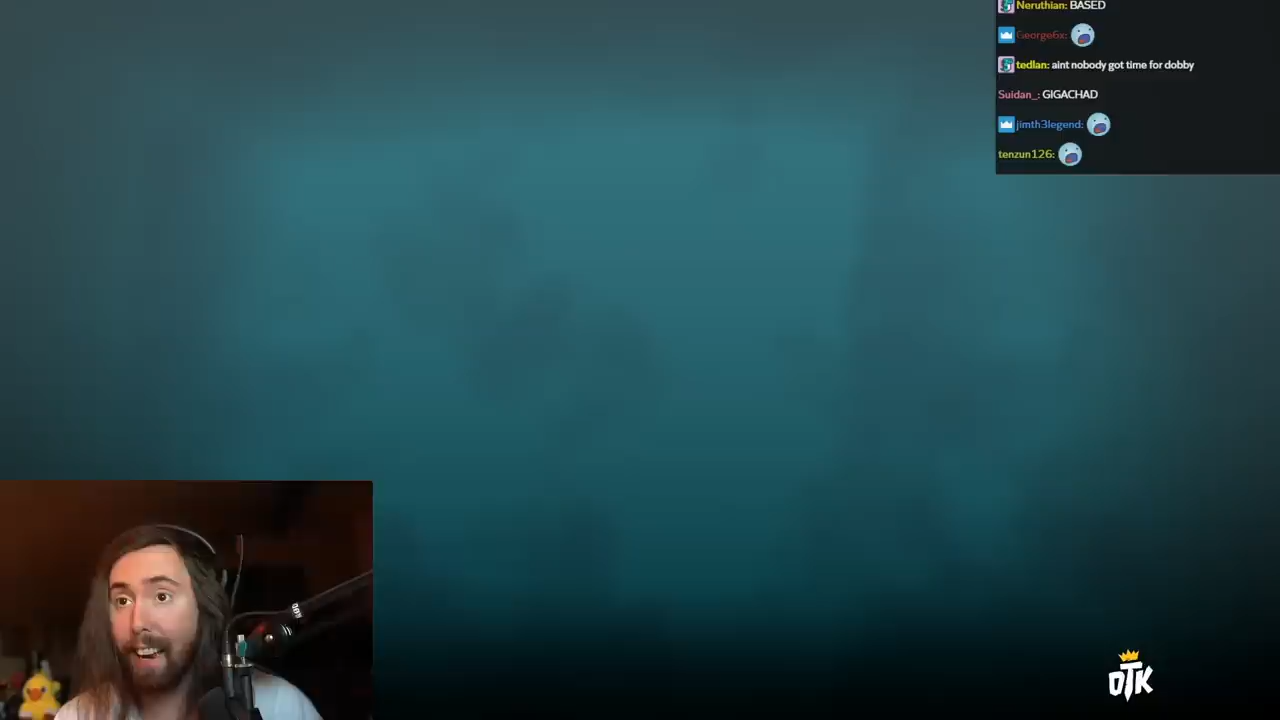 Neruthian: BASED
George6x:
tedlan: aint nobody got time for dobby
Suidan_: GIGACHAD
jimth3legend:
tenzun126:
OTK